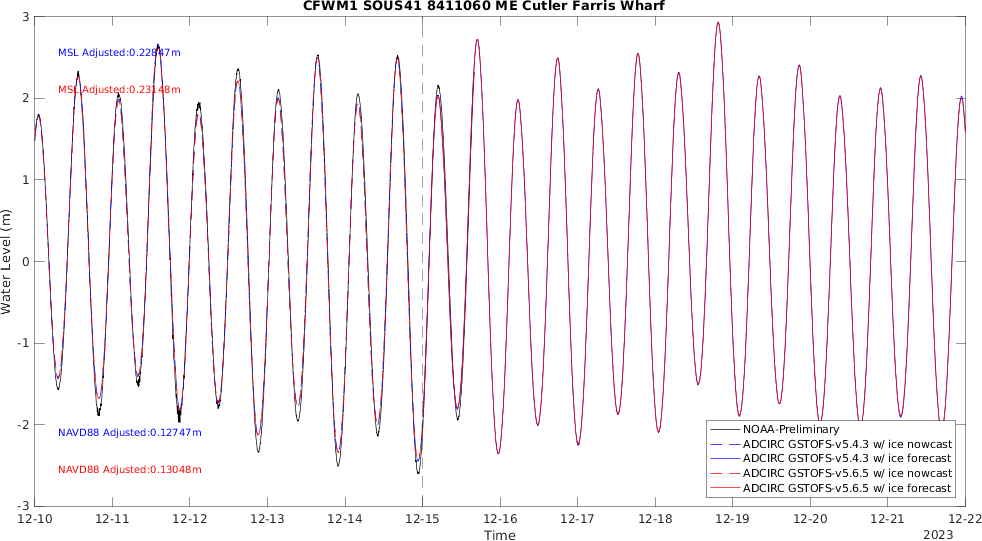 CFWM1 SOUS41 8411060 ME Cutler Farris Wharf
3
2
1
0
-1
-2
-3
Water Level (m)
MSL Adjusted:0.22847m
MSL Adjusted:0.23148m
NAVD88 Adjusted:0.12747m
NAVD88 Adjusted:0.13048m
NOAA-Preliminary
ADCIRC GSTOFS-v5.4.3 w/ ice nowcast
ADCIRC GSTOFS-v5.4.3 w/ ice forecast
ADCIRC GSTOFS-v5.6.5 w/ ice nowcast
ADCIRC GSTOFS-v5.6.5 w/ ice forecast
12-10 12-11 12-12 12-13 12-14 12-15 12-16 12-17 12-18 12-19 12-20 12-21 12-22
Time
2023